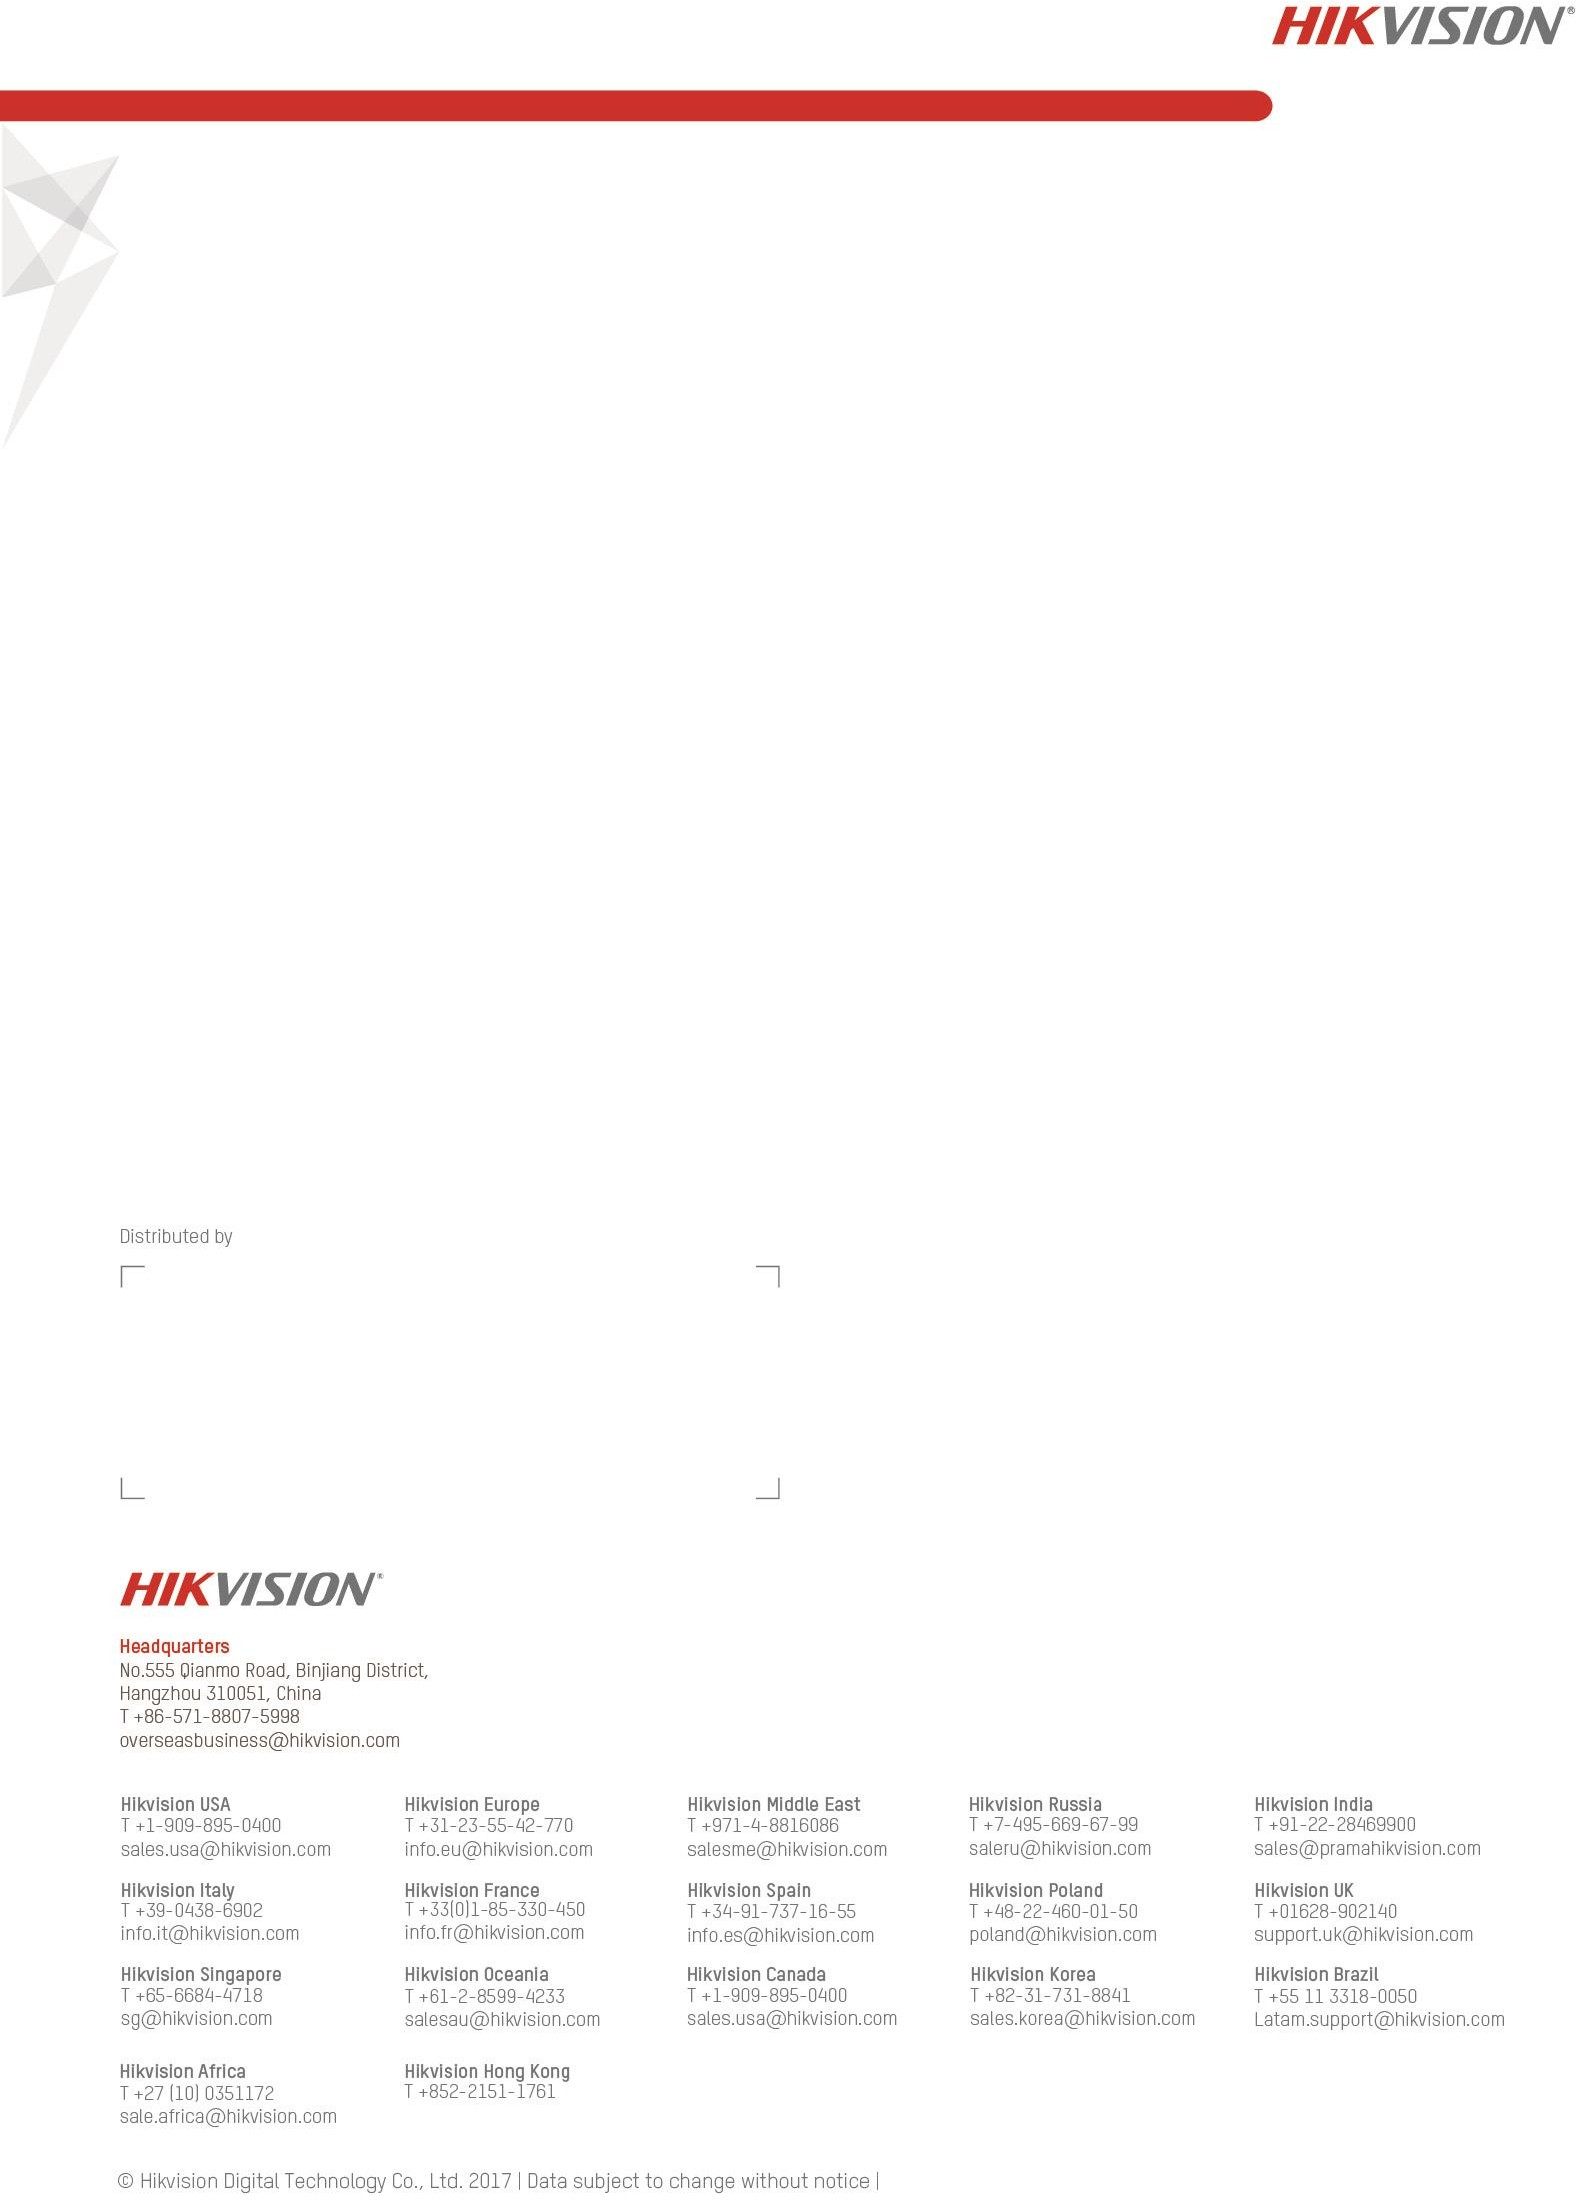 HIKVISION®
Distributed by
HIKVISION®
Headquarters
No.555 Qianmo Road, Binjiang District,
Hangzhou 310051, China
T +86-571-8807-5998
overseasbusiness@hikvision.com
Hikvision USA
T +1-909-895-0400
sales.usa@hikvision.com
Hikvision Europe
T +31-23-55-42-770
info.eu@hikvision.com
Hikvision Middle East
T +971-4-8816086
salesme@hikvision.com
Hikvision Russia
T +7-495-669-67-99
saleru@hikvision.com
Hikvision India
T +91-22-28469900
sales@pramahikvision.com
Hikvision Italy
T +39-0438-6902
info.it@hikvision.com
Hikvision France
T +33(0)1-85-330-450
info.fr@hikvision.com
Hikvision Spain
T +34-91-737-16-55
info.es@hikvision.com
Hikvision Poland
T +48-22-460-01-50
poland@hikvision.com
Hikvision UK
T +01628-902140
support.uk@hikvision.com
Hikvision Singapore
T +65-6684-4718
sg@hikvision.com
Hikvision Oceania
T +61-2-8599-4233
salesau@hikvision.com
Hikvision Canada
T +1-909-895-0400
sales.usa@hikvision.com
Hikvision Korea
T +82-31-731-8841
sales.korea@hikvision.com
Hikvision Brazil
T +55 11 3318-0050
Latam.support@hikvision.com
Hikvision Africa
T +27 (10) 0351172
sale.africa@hikvision.com
Hikvision Hong Kong
T +852-2151-1761
© Hikvision Digital Technology Co., Ltd. 2017 | Data subject to change without notice |